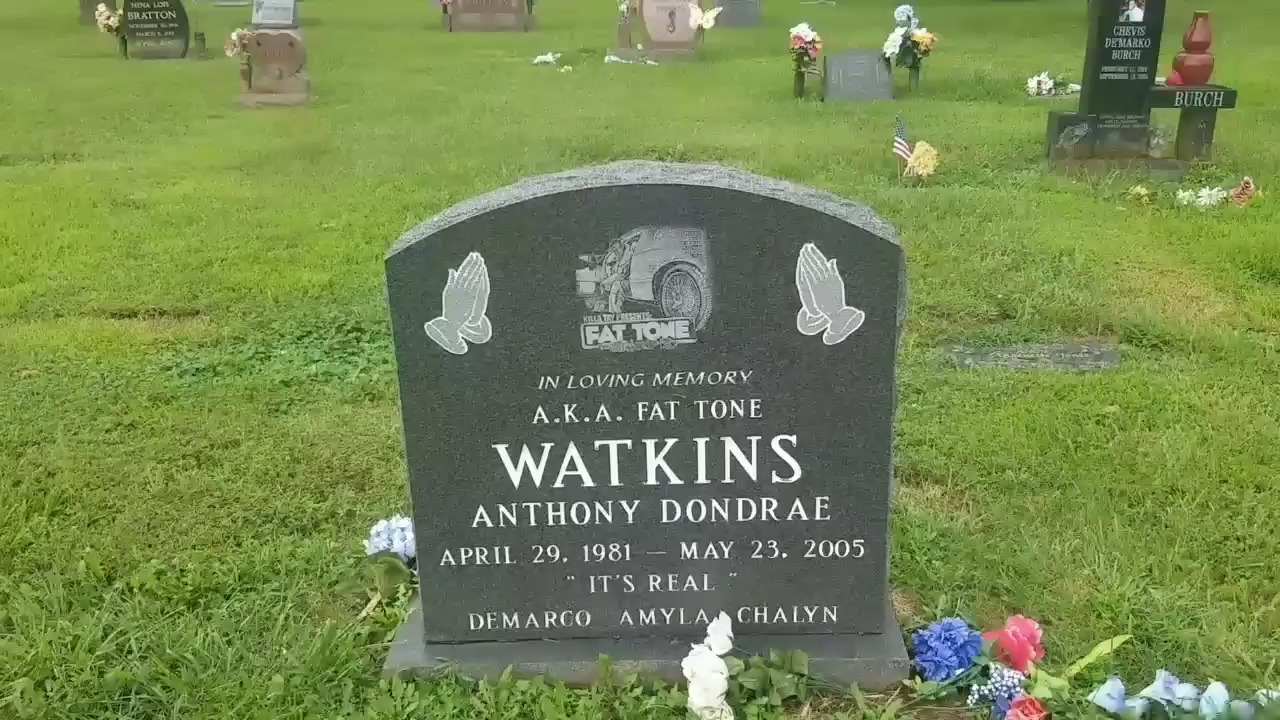 NINA LOIS
BRATTON
CHEVIS
DE'MARKO
BURCH
BURCH
FAT TONE
IN LOVING MEMORY
A.K.A. FAT TONE
WATKINS
ANTHONY DONDRAE
APRIL 29, 1981 — MAY 23, 2005
" IT'S REAL "
DEMARCO AMYLA CHALYN